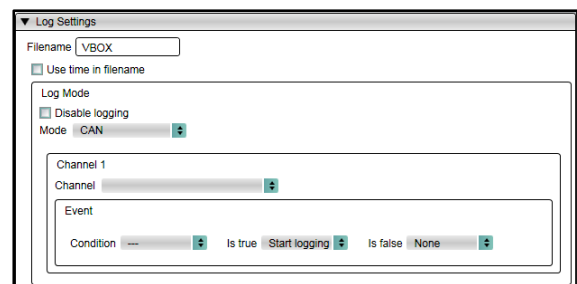 ▼ Log Settings
Filename VBOX
Use time in filename
Log Mode
Disable logging
Mode CAN
Channel 1
Channel
Event
Condition --- Is true Start logging Is false None